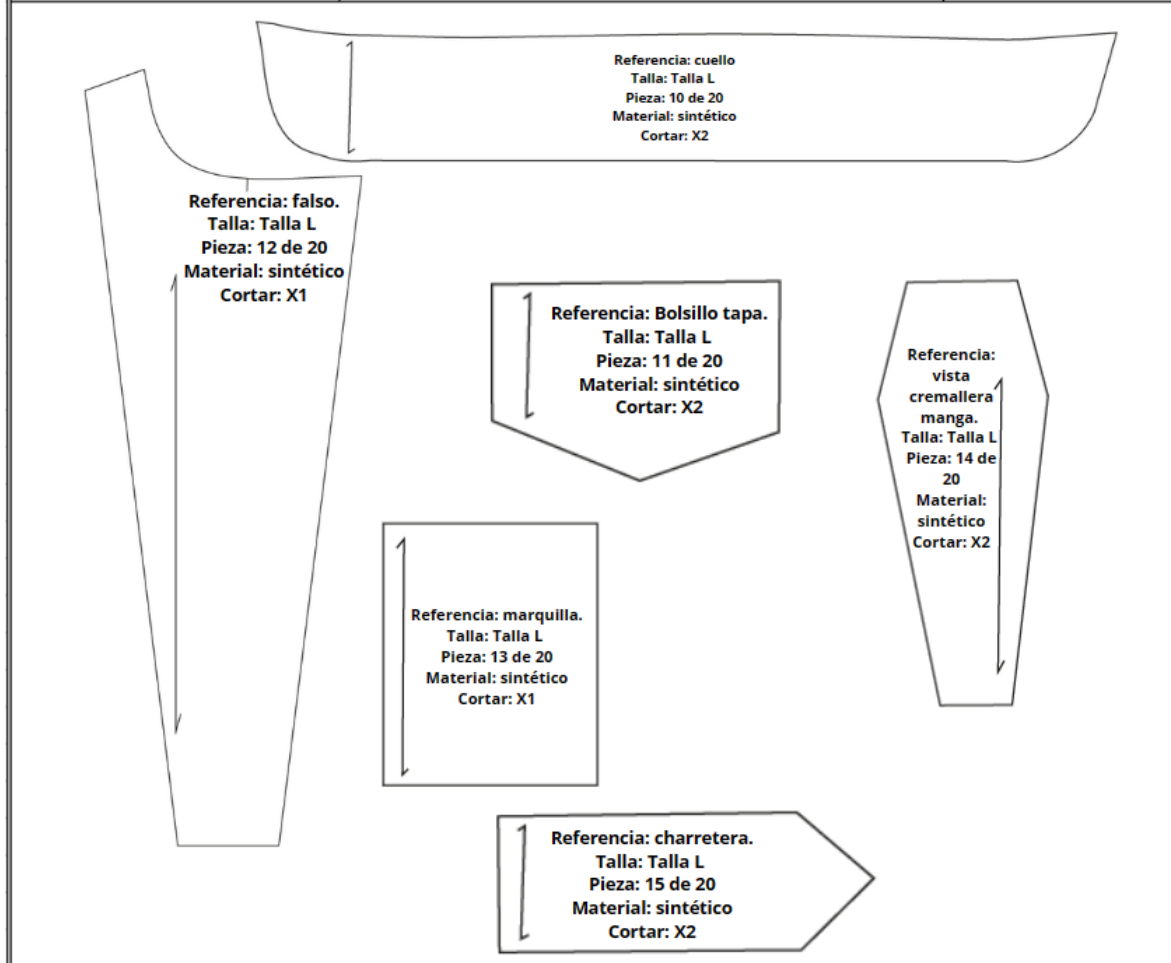 Referencia: cuello
Talla: Talla L
Pieza: 10 de 20
Material: sintético
Cortar: X2
Referencia: falso.
Talla: Talla L
Pieza: 12 de 20
Material: sintético
Cortar: X1
Referencia: Bolsillo tapa.
Talla: Talla L
Pieza: 11 de 20
Material: sintético
Cortar: X2
Referencia:
vista
cremallera
manga.
Talla: Talla L
Pieza: 14 de
20
Material:
sintético
Cortar: X2
Referencia: marquilla.
Talla: Talla L
Pieza: 13 de 20
Material: sintético
Cortar: X1
Referencia: charretera.
Talla: Talla L
Pieza: 15 de 20
Material: sintético
Cortar: X2